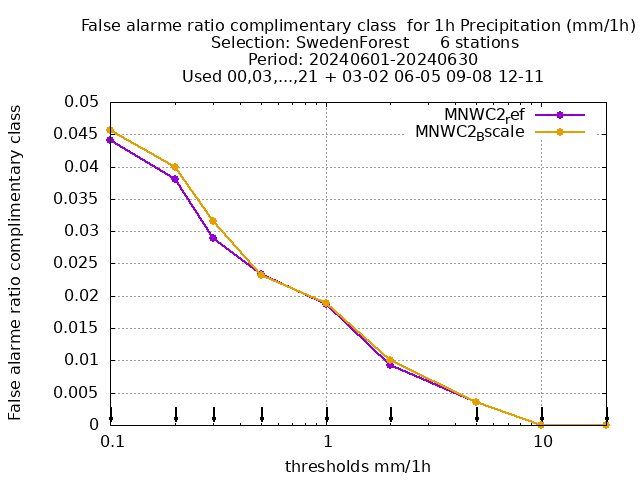 False alarme ratio complimentary class  for 1h Precipitation (mm/1h)
Selection: SwedenForest      6 stations
Period: 20240601-20240630
Used 00,03,...,21 + 03-02 06-05 09-08 12-11
False alarme ratio complimentary class
0.05
0.045
0.04
0.035
0.03
0.025
0.02
0.015
0.01
0.005
0
MNWC2ref
MNWC2Bscale
0.1 1 10
thresholds mm/1h